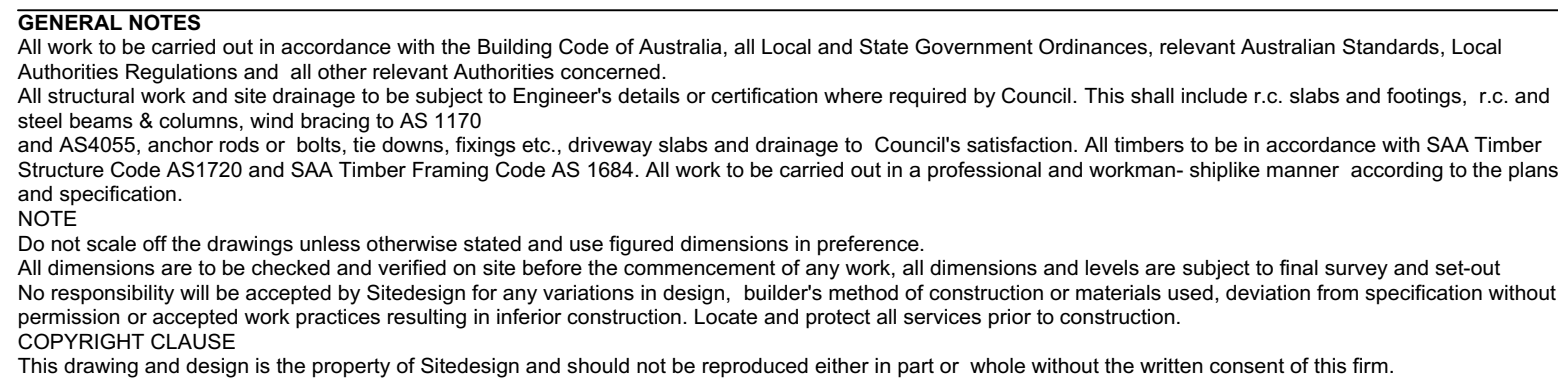 GENERAL NOTES
All work to be carried out in accordance with the Building Code of Australia, all Local and State Government Ordinances, relevant Australian Standards, Local
Authorities Regulations and  all other relevant Authorities concerned.
All structural work and site drainage to be subject to Engineer's details or certification where required by Council. This shall include r.c. slabs and footings,  r.c. and
steel beams & columns, wind bracing to AS 1170
and AS4055, anchor rods or  bolts, tie downs, fixings etc., driveway slabs and drainage to  Council's satisfaction. All timbers to be in accordance with SAA Timber
Structure Code AS1720 and SAA Timber Framing Code AS 1684. All work to be carried out in a professional and workman- shiplike manner  according to the plans
and specification.
NOTE
Do not scale off the drawings unless otherwise stated and use figured dimensions in preference.
All dimensions are to be checked and verified on site before the commencement of any work, all dimensions and levels are subject to final survey and set-out
No responsibility will be accepted by Sitedesign for any variations in design,  builder's method of construction or materials used, deviation from specification without
permission or accepted work practices resulting in inferior construction. Locate and protect all services prior to construction.
COPYRIGHT CLAUSE
This drawing and design is the property of Sitedesign and should not be reproduced either in part or  whole without the written consent of this firm.